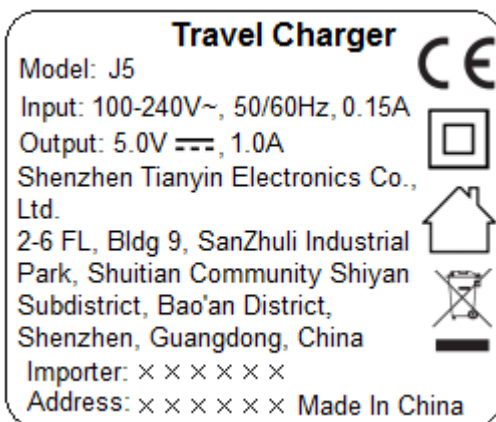 Travel Charger
CE
Model: J5
Input: 100-240V~, 50/60Hz, 0.15A
Output: 5.0V ⎓, 1.0A
Shenzhen Tianyin Electronics Co.,
Ltd.
2-6 FL, Bldg 9, SanZhuli Industrial
Park, Shuitian Community Shiyan
Subdistrict, Bao'an District,
Shenzhen, Guangdong, China
Importer: × × × × × ×
Address: × × × × × × Made In China